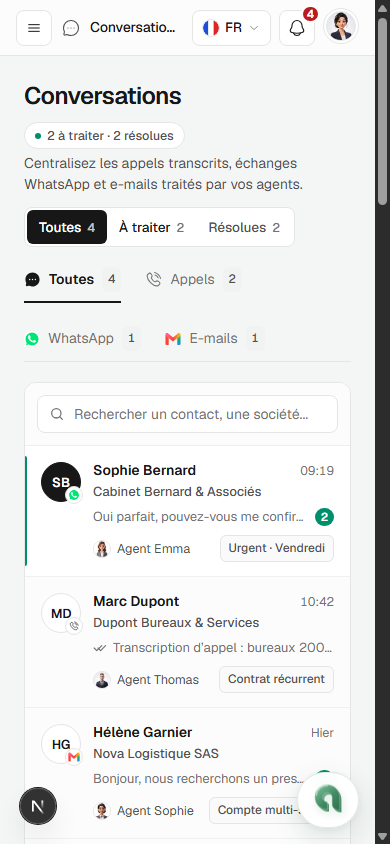 Conversatio...
FR
4
Conversations
2 à traiter · 2 résolues
Centralisez les appels transcrits, échanges
WhatsApp et e-mails traités par vos agents.
Toutes 4
À traiter 2
Résolues 2
Toutes 4
Appels 2
WhatsApp 1
E-mails 1
Rechercher un contact, une société...
SB
Sophie Bernard
09:19
Cabinet Bernard & Associés
Oui parfait, pouvez-vous me confir...
2
Agent Emma
Urgent · Vendredi
MD
Marc Dupont
10:42
Dupont Bureaux & Services
Transcription d'appel : bureaux 200...
Agent Thomas
Contrat récurrent
HG
Hélène Garnier
Hier
Nova Logistique SAS
Bonjour, nous recherchons un pres...
Agent Sophie
Compte multi-
N